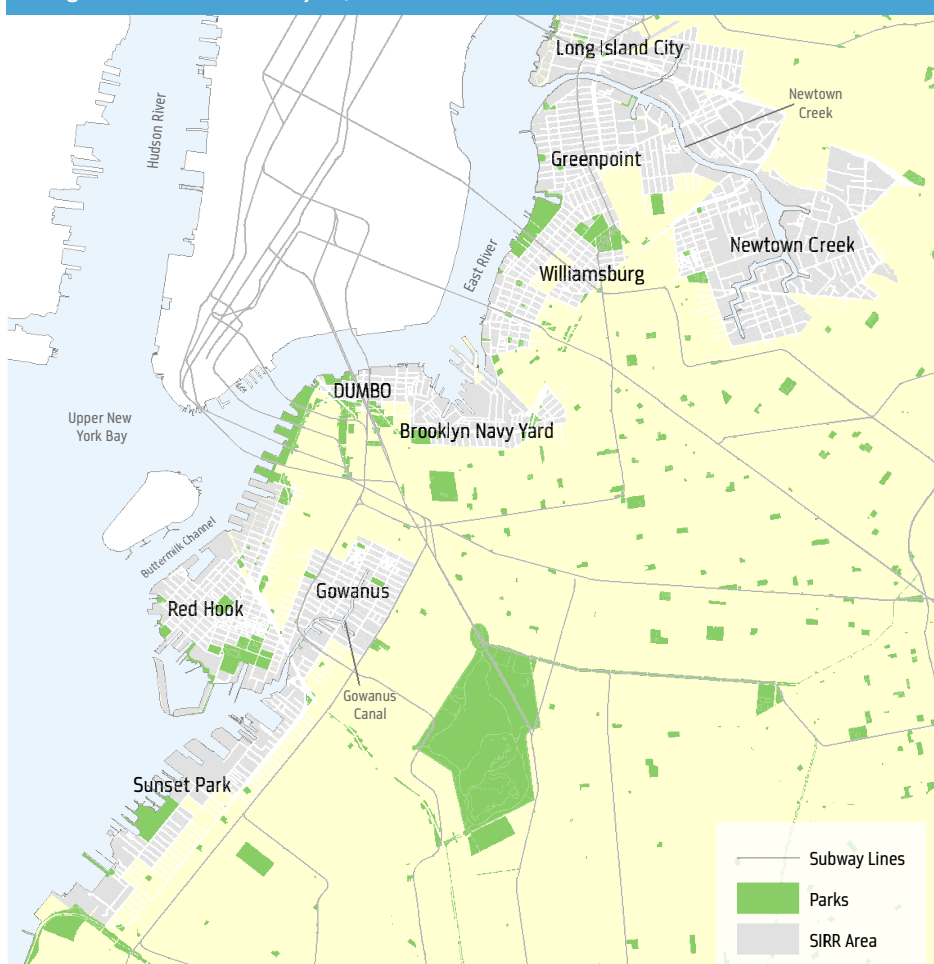 Long Island City
Newtown
Creek
Hudson River
Greenpoint
Newtown Creek
East River
Williamsburg
DUMBO
Upper New
York Bay
Brooklyn Navy Yard
Buttermilk Channel
Gowanus
Red Hook
Gowanus
Canal
Sunset Park
Subway Lines
Parks
SIRR Area